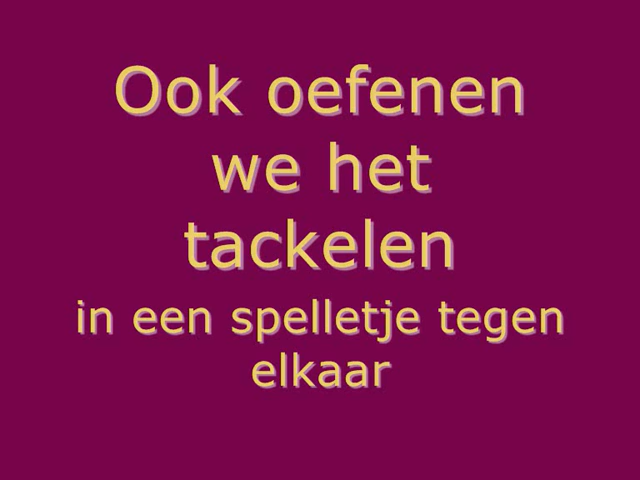 Ook oefenen
we het
tackelen
in een spelletje tegen
elkaar